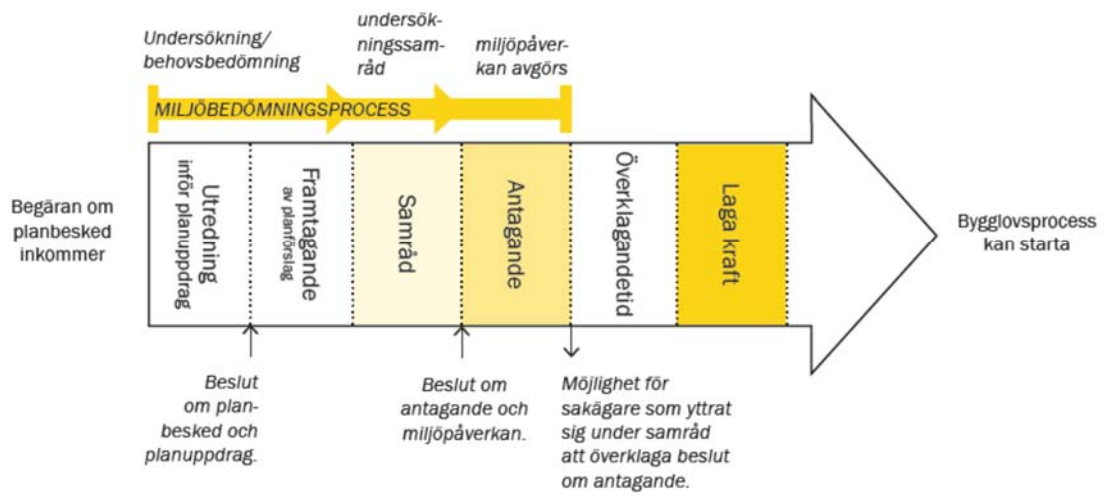 Undersökning/
behovsbedömning
undersök-
ningssam-
råd
miljöpåver-
kan avgörs
MILJÖBEDÖMNINGSPROCESS
Begäran om
planbesked
inkommer
Utredning
inför planuppdrag
Framtagande
av planförslag
Samråd
Antagande
Överklagandetid
Laga kraft
Bygglovsprocess
kan starta
Beslut
om plan-
besked och
planuppdrag.
Beslut om
antagande och
miljöpåverkan.
Möjlighet för
sakägare som yttrat
sig under samråd
att överklaga beslut
om antagande.